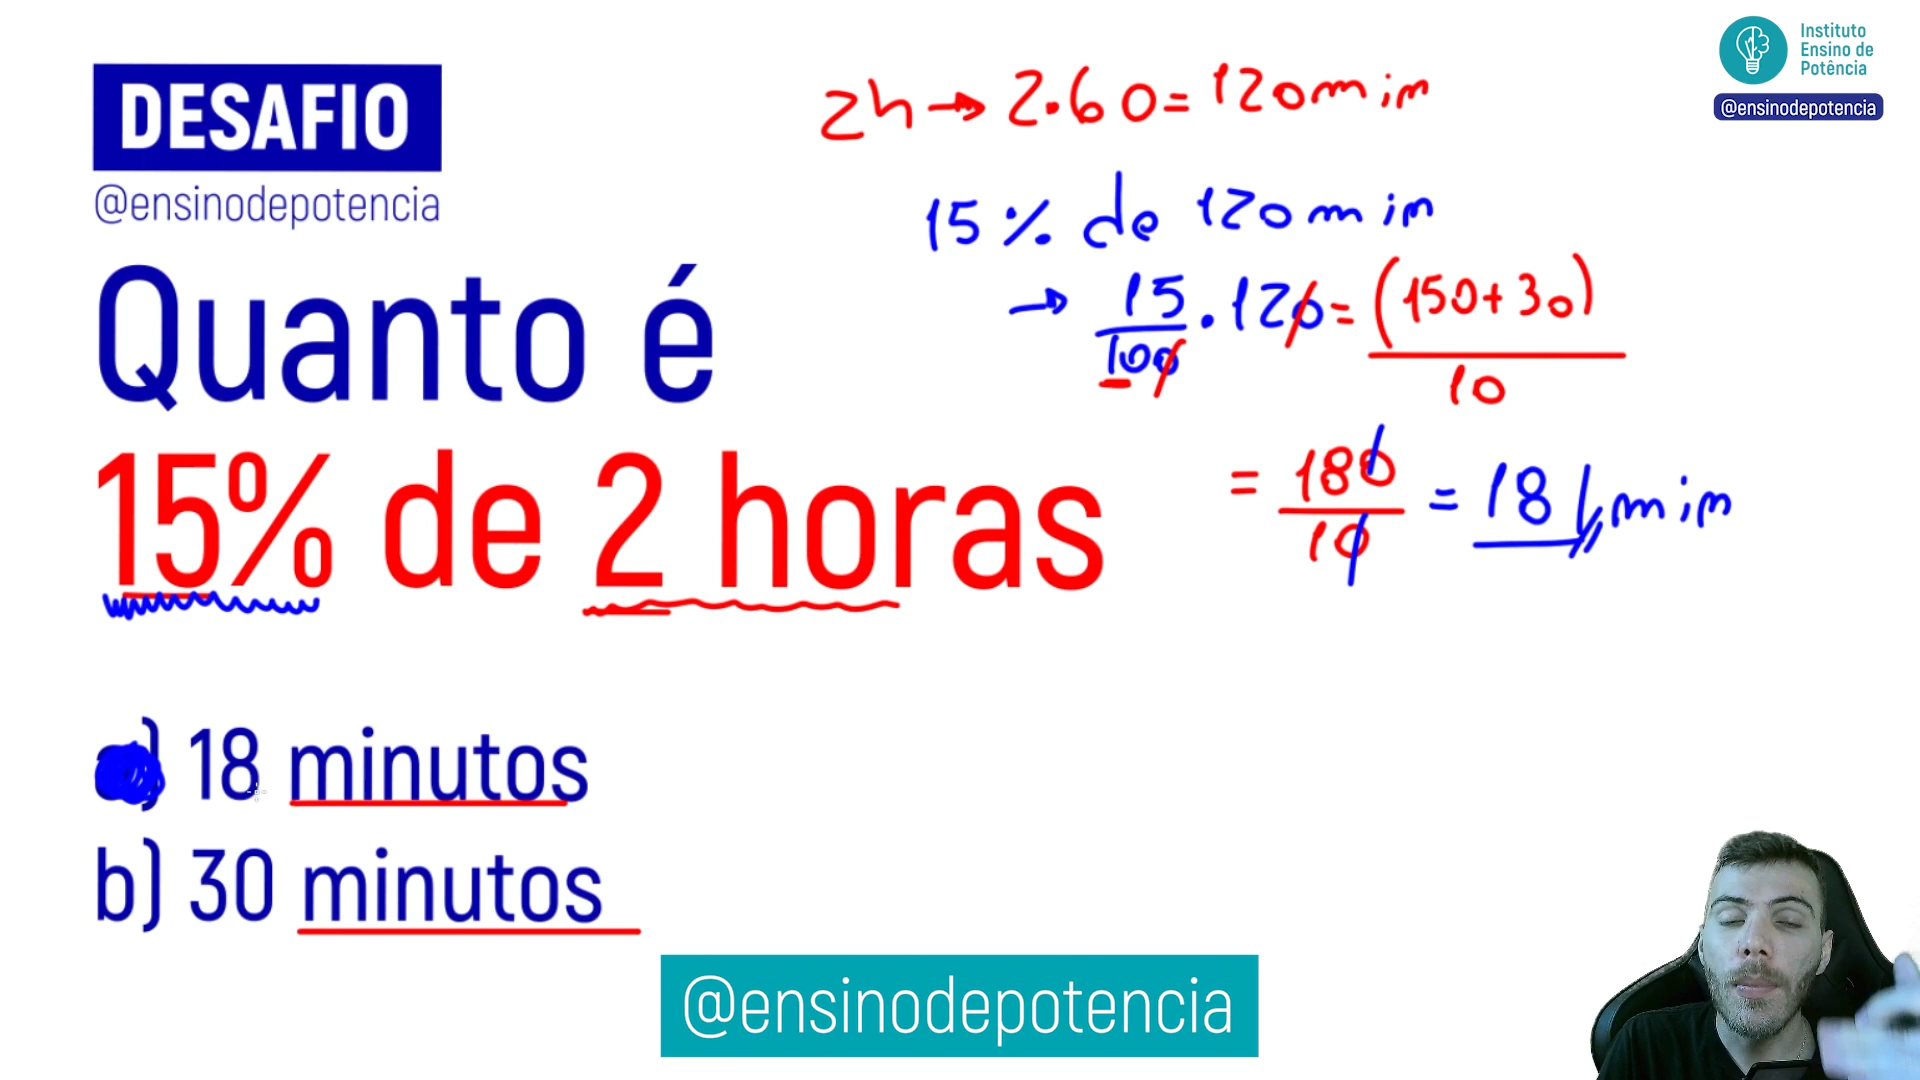 DESAFIO
@ensinodepotencia
Quanto é
15% de 2 horas
a) 18 minutos
b) 30 minutos
2h → 2.60 = 120 min
15% de 120 min
→ 15/100 . 120 = (150+30)/10
= 180/10 = 18 min
Instituto
Ensino de
Potência
@ensinodepotencia
@ensinodepotencia